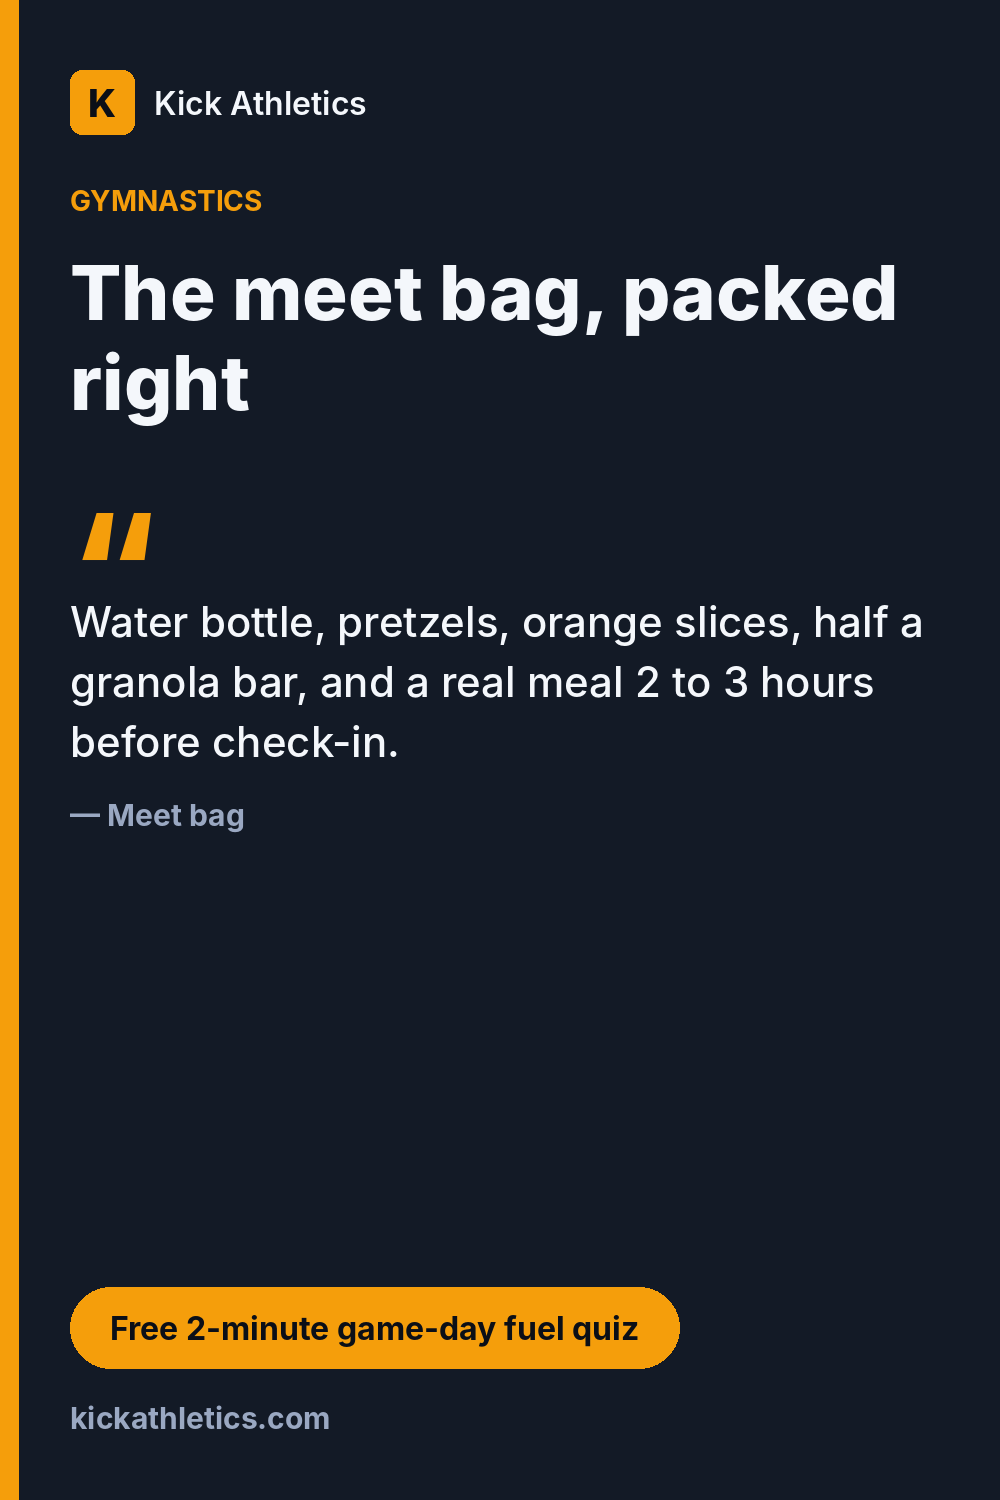 K
Kick Athletics
GYMNASTICS
The meet bag, packed
right
“
Water bottle, pretzels, orange slices, half a
granola bar, and a real meal 2 to 3 hours
before check-in.
— Meet bag
Free 2-minute game-day fuel quiz
kickathletics.com